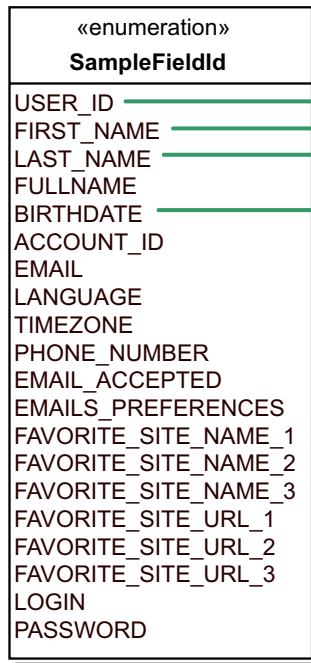 «enumeration»
SampleFieldId
USER_ID
FIRST_NAME
LAST_NAME
FULLNAME
BIRTHDATE
ACCOUNT_ID
EMAIL
LANGUAGE
TIMEZONE
PHONE_NUMBER
EMAIL_ACCEPTED
EMAILS_PREFERENCES
FAVORITE_SITE_NAME_1
FAVORITE_SITE_NAME_2
FAVORITE_SITE_NAME_3
FAVORITE_SITE_URL_1
FAVORITE_SITE_URL_2
FAVORITE_SITE_URL_3
LOGIN
PASSWORD